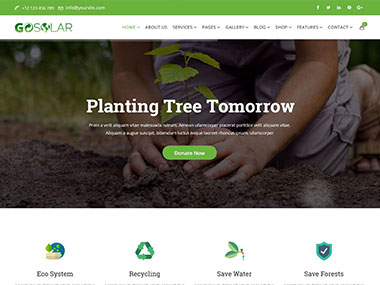 +12 123 456 789 info@yoursite.com
GOSOLAR
HOME ABOUT US SERVICES PAGES GALLERY BLOG SHOP FEATURES CONTACT
Planting Tree Tomorrow
Proin a velit aliquam vitae malesuada rutrum. Aenean ullamcorper placerat porttitor velit aliquam vitae.
Aliquam a augue suscipit, bibendum luctus neque laoreet rhoncus ipsum, ullamcorper
Donate Now
Eco System Recycling Save Water Save Forests